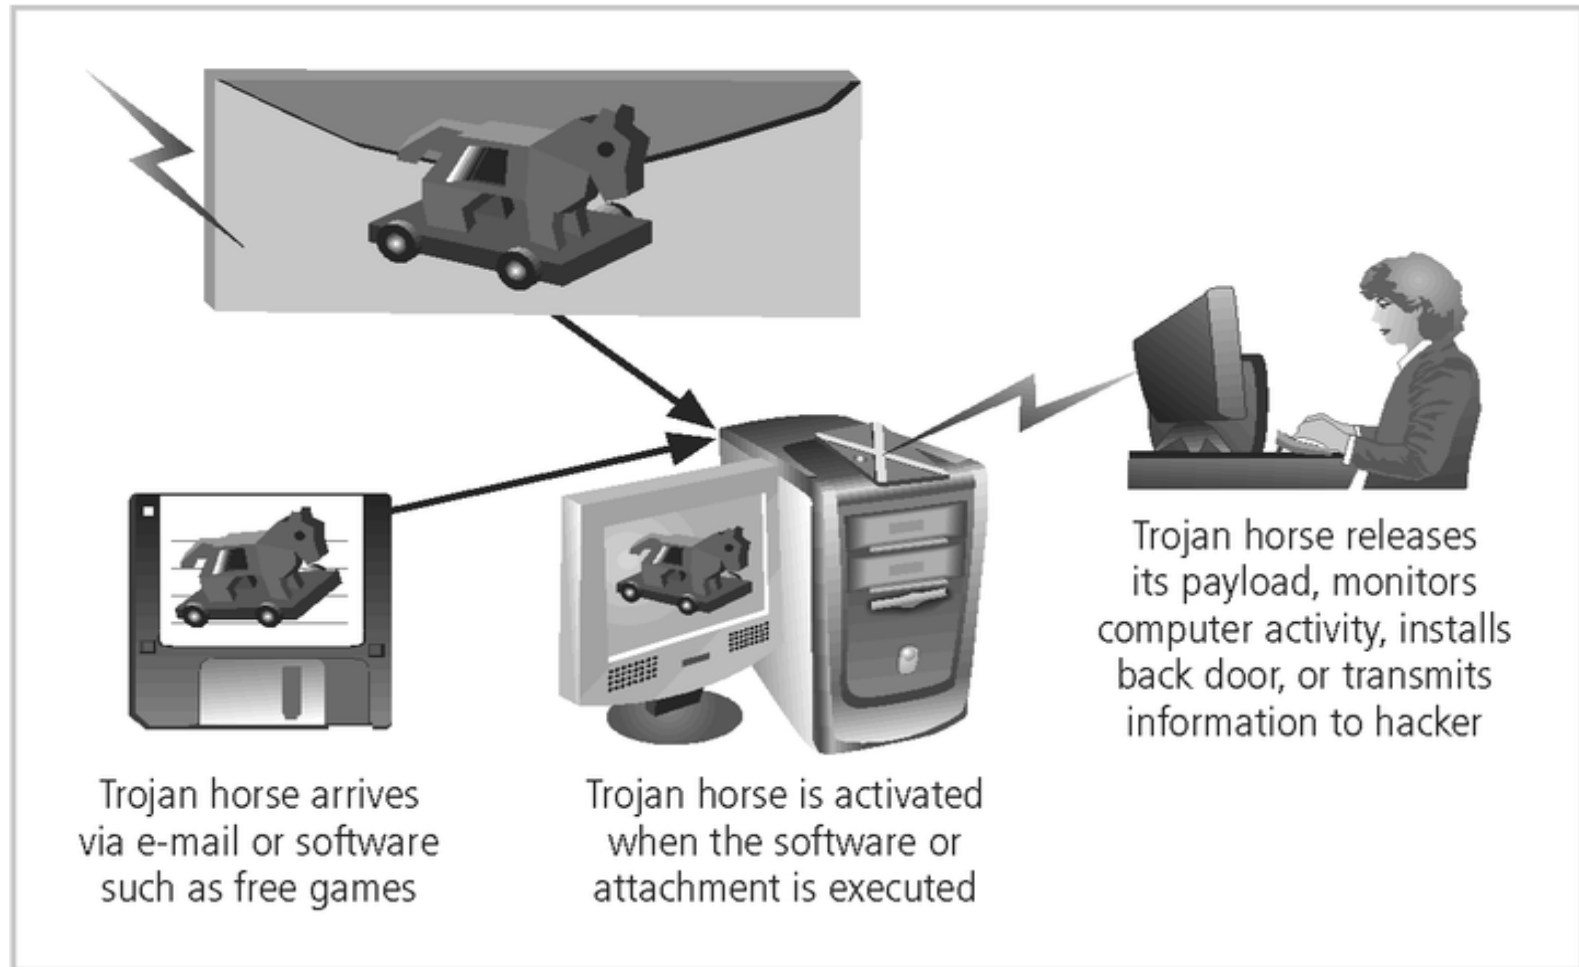 Trojan horse arrives
via e-mail or software
such as free games
Trojan horse is activated
when the software or
attachment is executed
Trojan horse releases
its payload, monitors
computer activity, installs
back door, or transmits
information to hacker